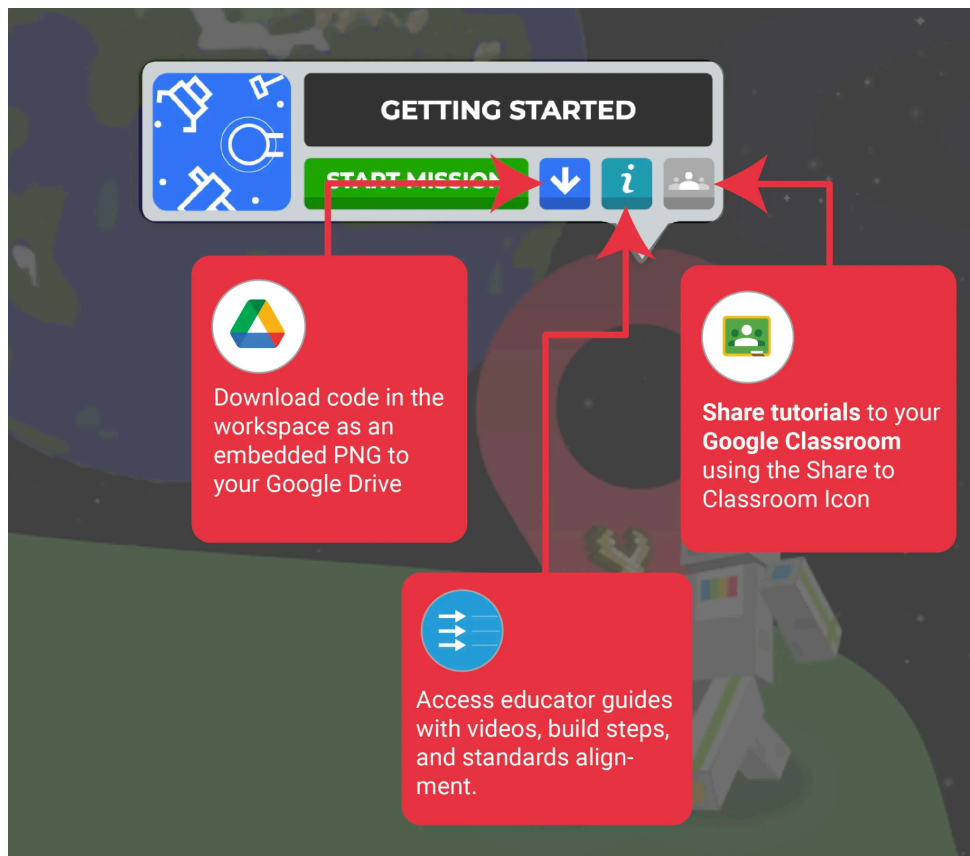 GETTING STARTED
START MISSION
i
Download code in the
workspace as an
embedded PNG to
your Google Drive
Share tutorials to your
Google Classroom
using the Share to
Classroom Icon
Access educator guides
with videos, build steps,
and standards align-
ment.